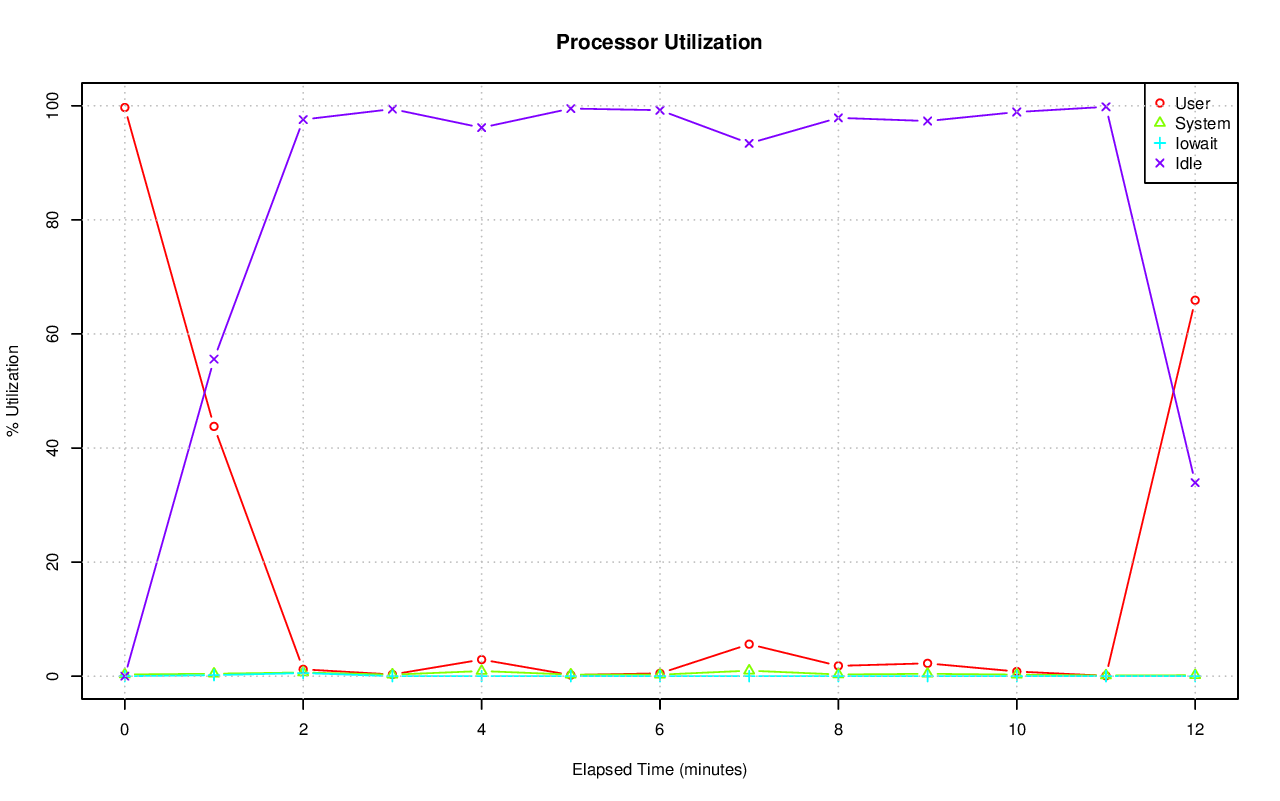 Processor Utilization
User
System
Iowait
Idle
% Utilization
100
80
60
40
20
0
0 2 4 6 8 10 12
Elapsed Time (minutes)